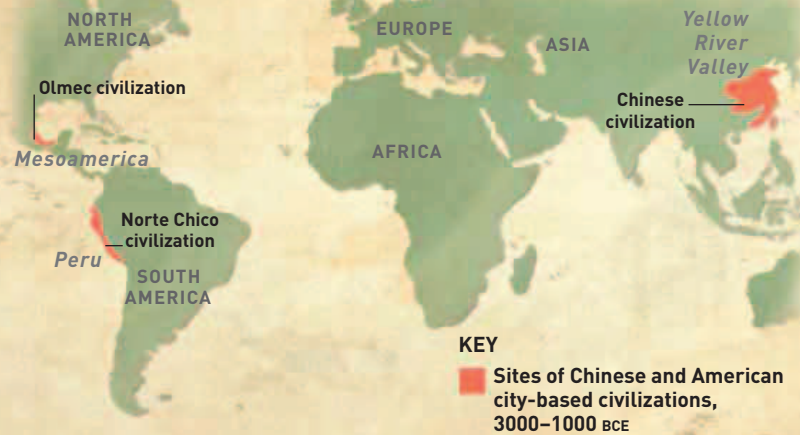 NORTH
AMERICA
EUROPE
ASIA
Yellow
River
Valley
Olmec civilization
Chinese
civilization
Mesoamerica
AFRICA
Norte Chico
civilization
Peru
SOUTH
AMERICA
KEY
Sites of Chinese and American
city-based civilizations,
3000–1000 BCE